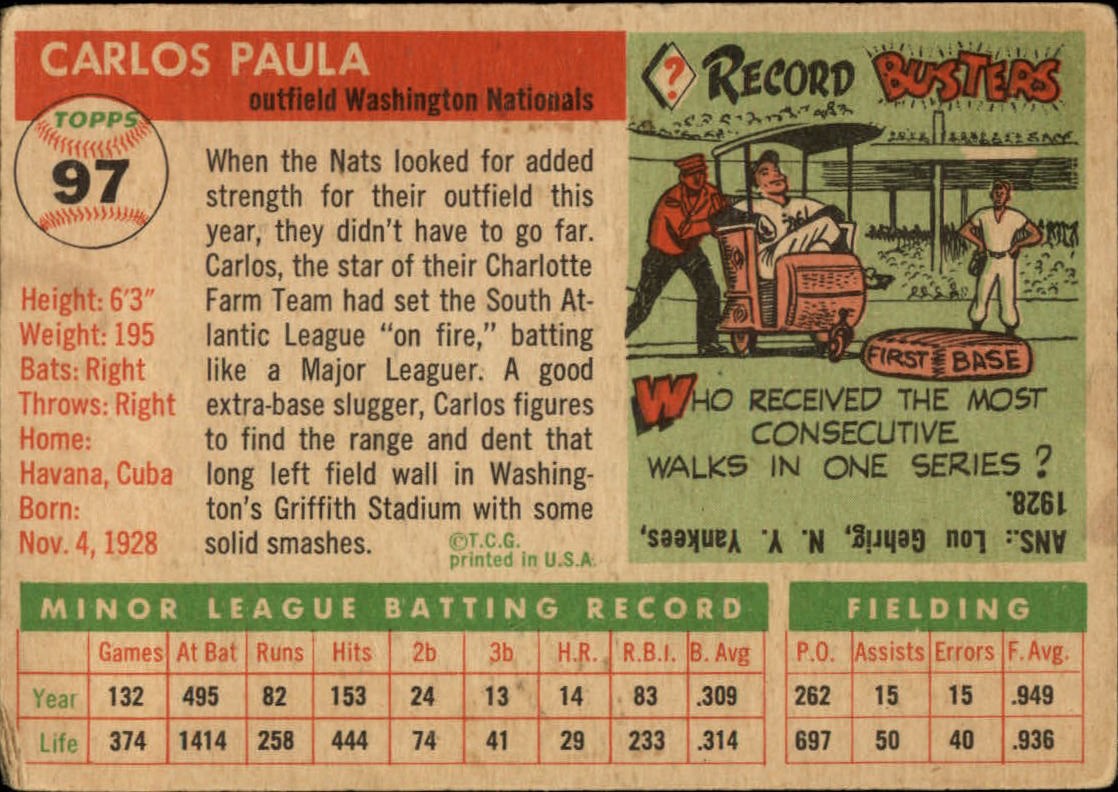 CARLOS PAULA
outfield Washington Nationals
TOPPS
97
Height: 6'3"
Weight: 195
Bats: Right
Throws: Right
Home:
Havana, Cuba
Born:
Nov. 4, 1928
When the Nats looked for added
strength for their outfield this
year, they didn't have to go far.
Carlos, the star of their Charlotte
Farm Team had set the South At-
lantic League "on fire," batting
like a Major Leaguer. A good
extra-base slugger, Carlos figures
to find the range and dent that
long left field wall in Washing-
ton's Griffith Stadium with some
solid smashes.
©T.C.G.
printed in U.S.A.
? RECORD BUSTERS
FIRST BASE
WHO RECEIVED THE MOST
CONSECUTIVE
WALKS IN ONE SERIES?
ANS.: Lou Gehrig, N. Y. Yankees,
1928.
MINOR LEAGUE BATTING RECORD
Games At Bat Runs Hits 2b 3b H.R. R.B.I. B. Avg
Year 132 495 82 153 24 13 14 83 .309
Life 374 1414 258 444 74 41 29 233 .314
FIELDING
P.O. Assists Errors F. Avg.
262 15 15 .949
697 50 40 .936